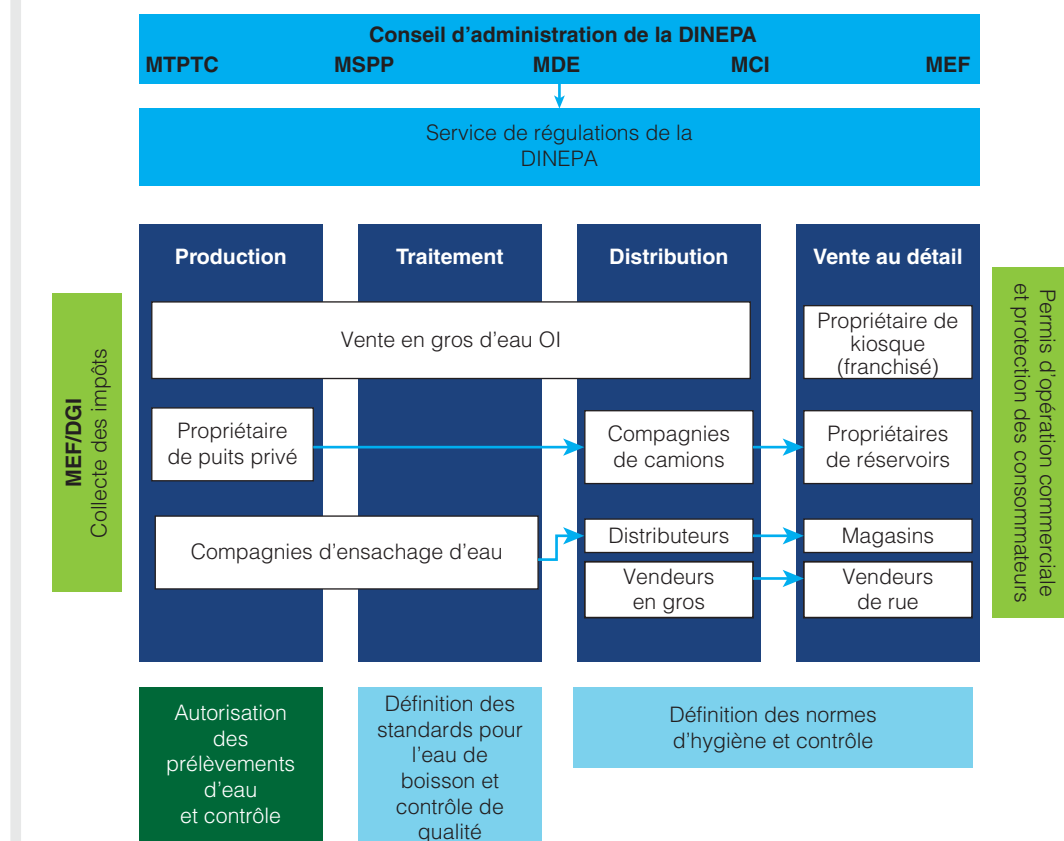 Conseil d’administration de la DINEPA
MTPTC MSPP MDE MCI MEF
Service de régulations de la
DINEPA
Production
Traitement
Distribution
Vente au détail
MEF/DGI
Collecte des impôts
Vente en gros d’eau OI
Propriétaire de
kiosque
(franchisé)
Propriétaire
de puits privé
Compagnies
de camions
Propriétaires
de réservoirs
Compagnies d’ensachage d’eau
Distributeurs
Magasins
Vendeurs
en gros
Vendeurs
de rue
Permis d’opération commerciale
et protection des consommateurs
Autorisation
des
prélèvements
d’eau
et contrôle
Définition des
standards pour
l’eau de
boisson et
contrôle de
qualité
Définition des normes
d’hygiène et contrôle